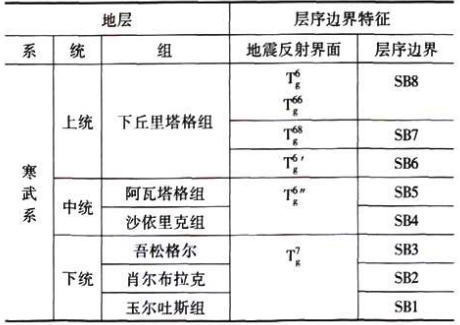 地层 层序边界特征
系 统 组 地震反射界面 层序边界
寒武系
上统 下丘里塔格组
T_g^6 SB8
T_g^66
T_g^68 SB7
T_g^6′ SB6
中统
阿瓦塔格组 T_g^6″ SB5
沙依里克组 SB4
下统
吾松格尔 T_g^7 SB3
肖尔布拉克 SB2
玉尔吐斯组 SB1